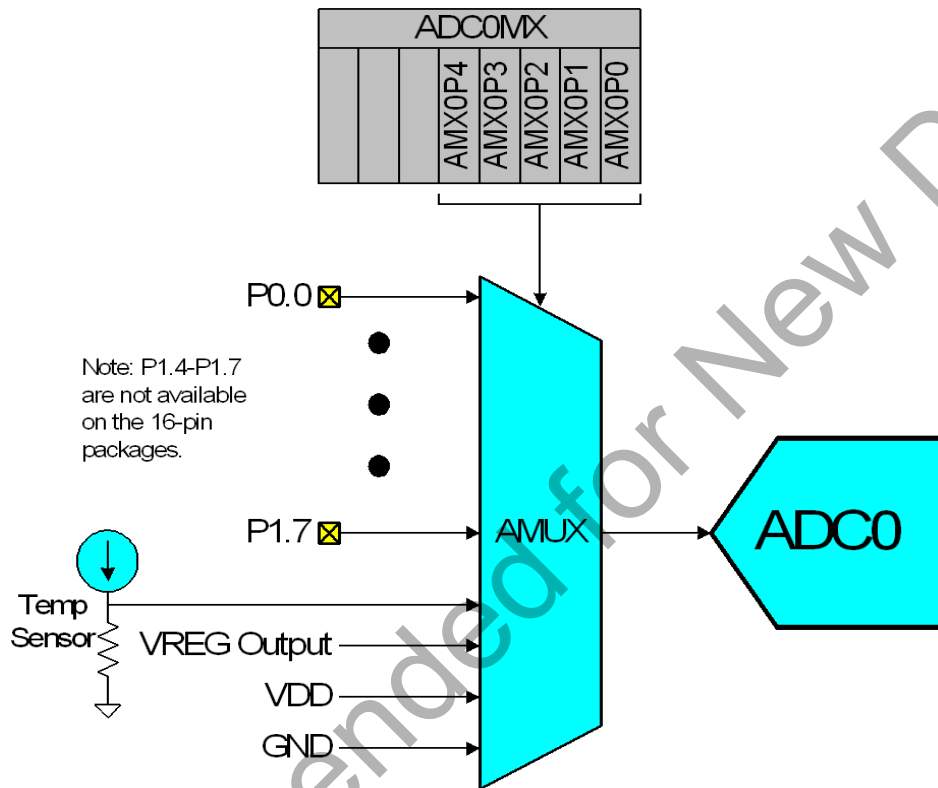 ADC0MX
AMX0P4
AMX0P3
AMX0P2
AMX0P1
AMX0P0
P0.0
Note: P1.4-P1.7
are not available
on the 16-pin
packages.
P1.7
AMUX
ADC0
Temp
Sensor
VREG Output
VDD
GND
ended for New D